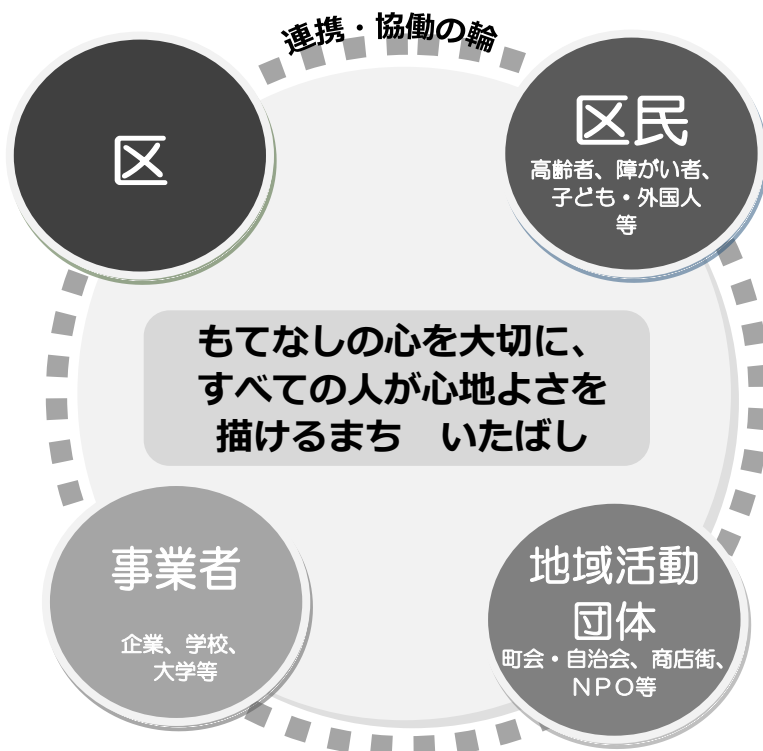 連携・協働の輪
区
区民
高齢者、障がい者、
子ども・外国人
等
もてなしの心を大切に、
すべての人が心地よさを
描けるまち　いたばし
事業者
企業、学校、
大学等
地域活動
団体
町会・自治会、商店街、
ＮＰＯ等